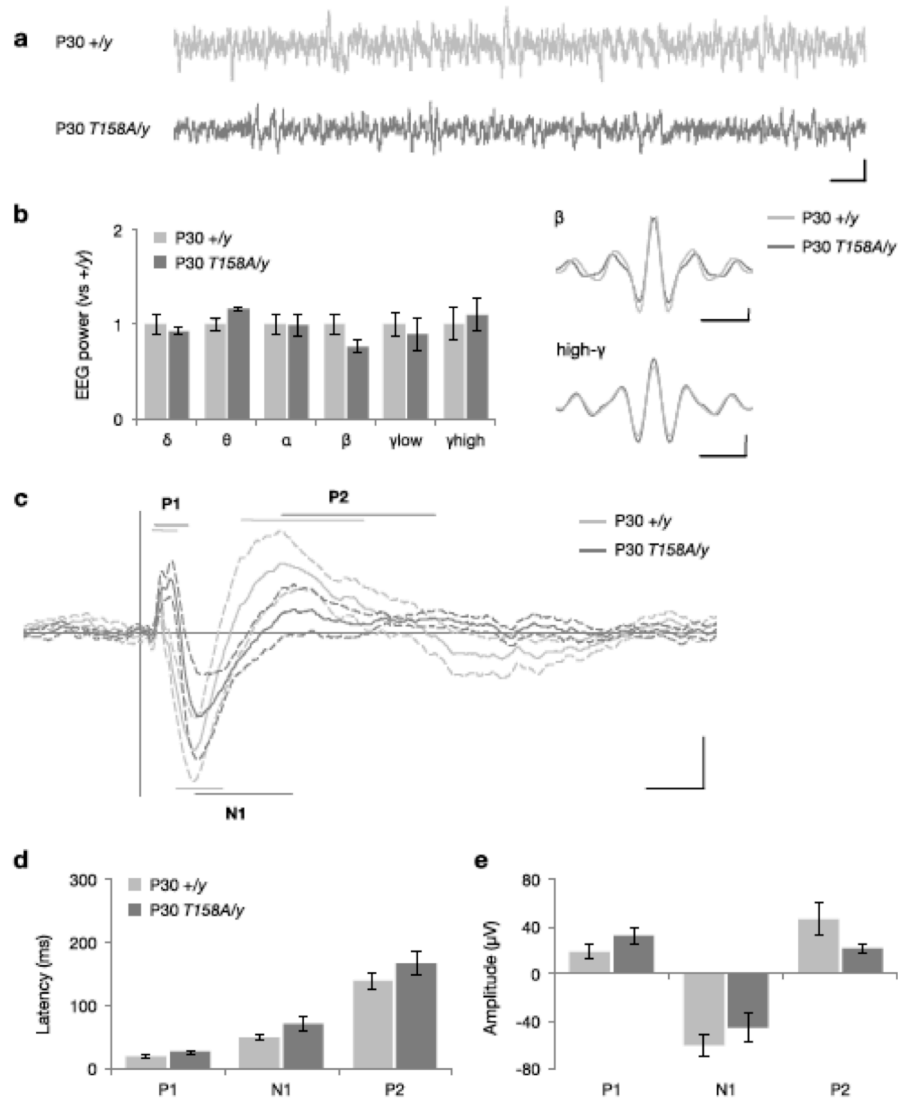 a
P30 +/y
P30 T158A/y
b
2
1
0
EEG power (vs +/y)
P30 +/y
P30 T158A/y
δ θ α β γlow γhigh
β
P30 +/y
P30 T158A/y
high-γ
c
P1
P2
P30 +/y
P30 T158A/y
N1
d
300
200
100
0
Latency (ms)
P30 +/y
P30 T158A/y
P1 N1 P2
e
80
40
0
-40
-80
Amplitude (µV)
P1 N1 P2